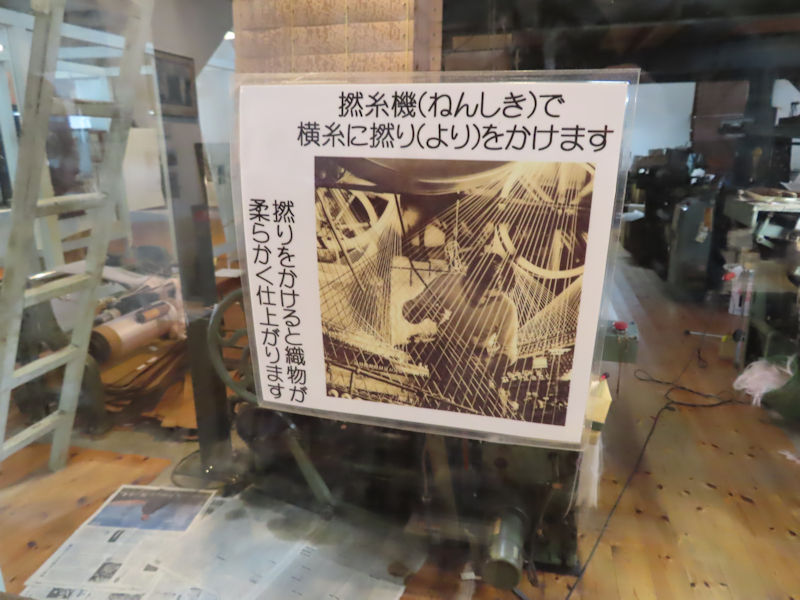 撚糸機(ねんしき)で
横糸に撚り(より)をかけます
撚りをかけると織物が
柔らかく仕上がります